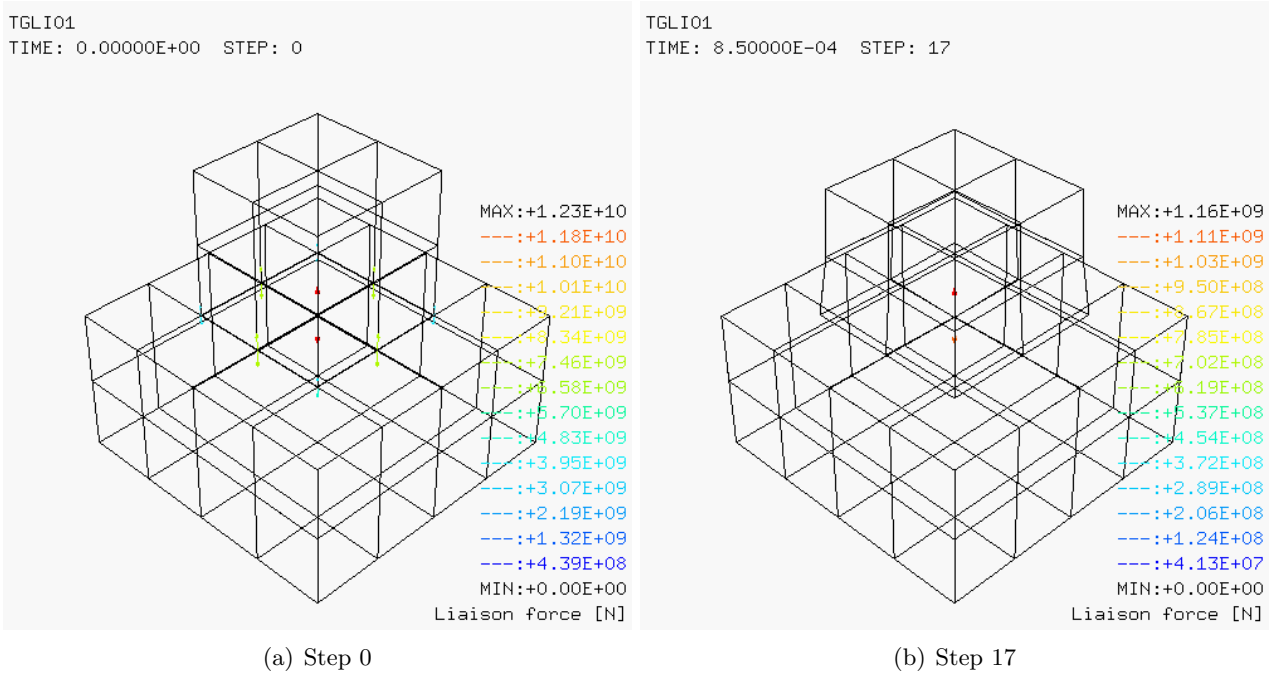 TGLIO1
TIME: 0.00000E+00 STEP: 0
MAX:+1.23E+10
---:+1.18E+10
---:+1.10E+10
---:+1.01E+10
---:+9.21E+09
---:+8.34E+09
---:+7.46E+09
---:+6.58E+09
---:+5.70E+09
---:+4.83E+09
---:+3.95E+09
---:+3.07E+09
---:+2.19E+09
---:+1.32E+09
---:+4.39E+08
MIN:+0.00E+00
Liaison force [N]
(a) Step 0
TGLIO1
TIME: 8.50000E-04 STEP: 17
MAX:+1.16E+09
---:+1.11E+09
---:+1.03E+09
---:+9.50E+08
---:+8.67E+08
---:+7.85E+08
---:+7.02E+08
---:+6.19E+08
---:+5.37E+08
---:+4.54E+08
---:+3.72E+08
---:+2.89E+08
---:+2.06E+08
---:+1.24E+08
---:+4.13E+07
MIN:+0.00E+00
Liaison force [N]
(b) Step 17